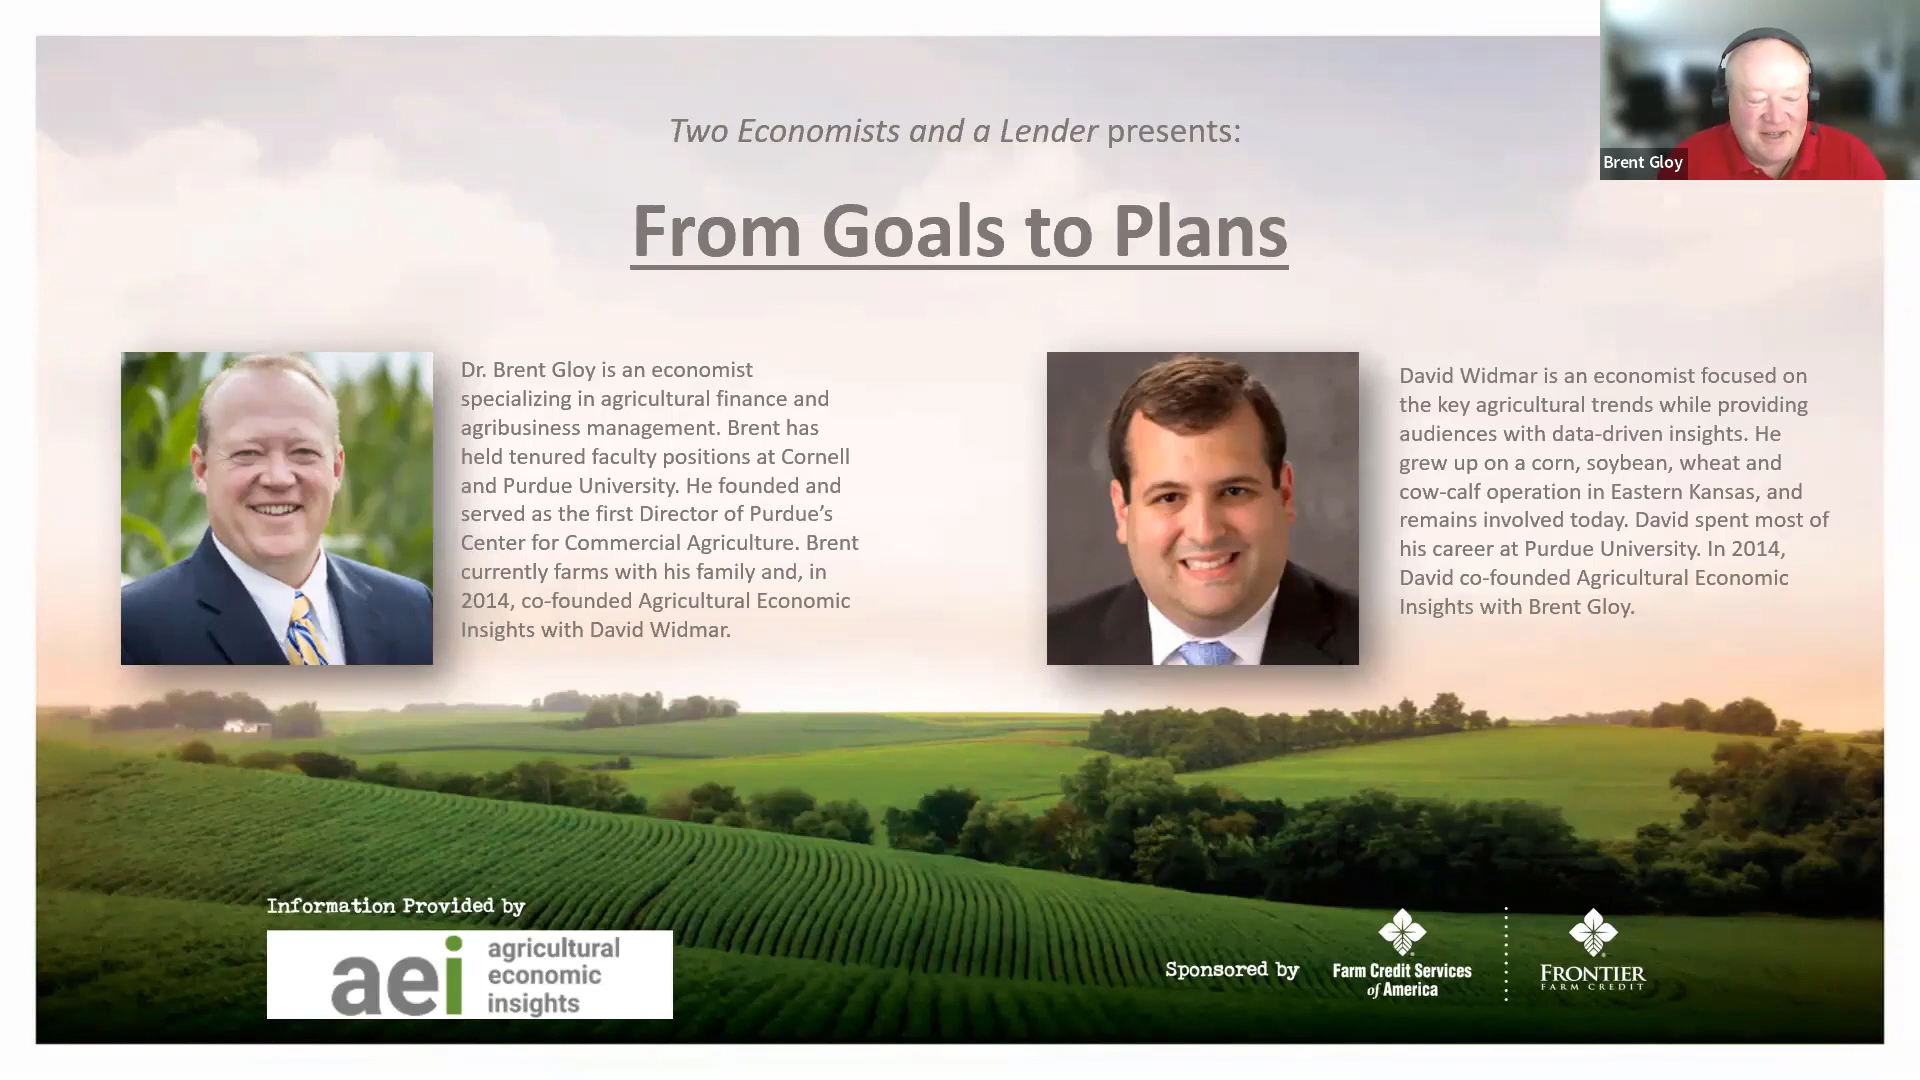 Two Economists and a Lender presents:
From Goals to Plans
Brent Gloy
Dr. Brent Gloy is an economist
specializing in agricultural finance and
agribusiness management. Brent has
held tenured faculty positions at Cornell
and Purdue University. He founded and
served as the first Director of Purdue’s
Center for Commercial Agriculture. Brent
currently farms with his family and, in
2014, co-founded Agricultural Economic
Insights with David Widmar.
David Widmar is an economist focused on
the key agricultural trends while providing
audiences with data-driven insights. He
grew up on a corn, soybean, wheat and
cow-calf operation in Eastern Kansas, and
remains involved today. David spent most of
his career at Purdue University. In 2014,
David co-founded Agricultural Economic
Insights with Brent Gloy.
Information Provided by
aei
agricultural
economic
insights
Sponsored by
Farm Credit Services
of America
FRONTIER
FARM CREDIT